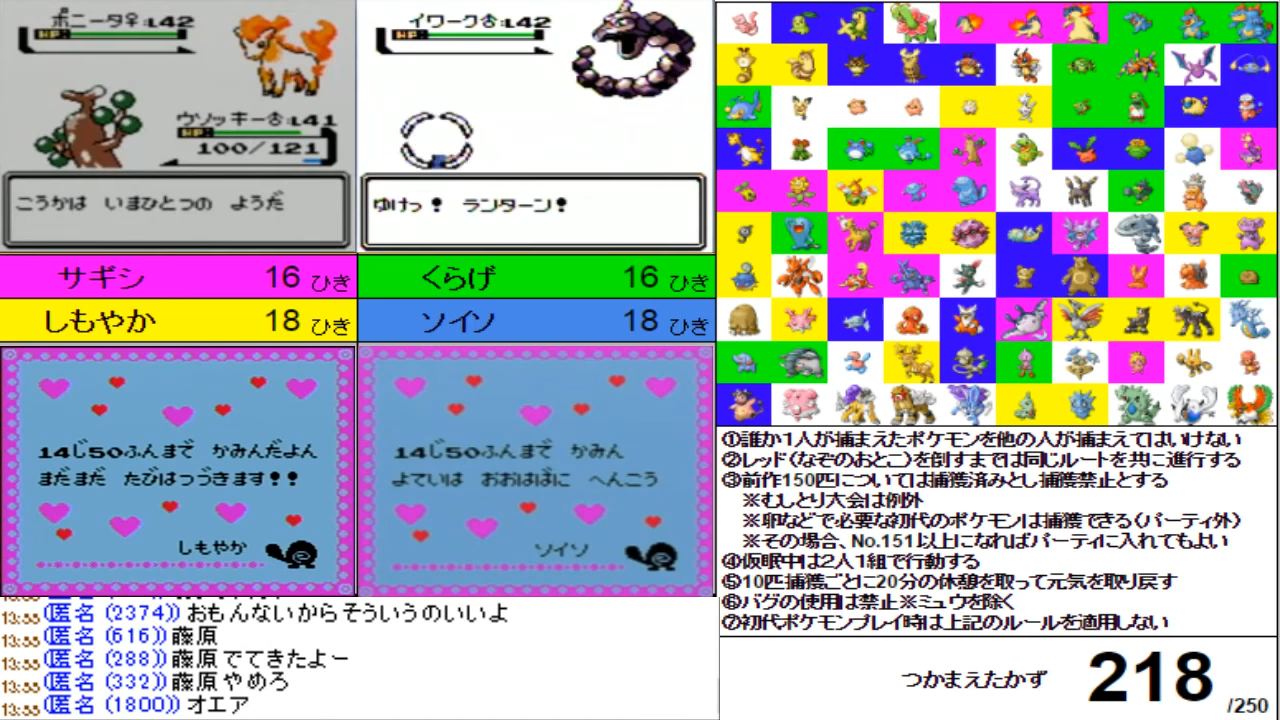 ポニータ♀:L42
HP
ウソッキー♂:L41
HP
100/121
こうかは いまひとつの ようだ
イワーク♂:L42
HP
ゆけっ! ランターン!
サギシ 16 ひき
くらげ 16 ひき
しもやか 18 ひき
ソイソ 18 ひき
14じ50ふんまで かみんだよん
まだまだ たびはつづきます!!
しもやか
14じ50ふんまで かみん
よていは おおはばに へんこう
ソイソ
13:55 (匿名 (2374)) おもんないからそういうのいいよ
13:55 (匿名 (616)) 藤原
13:55 (匿名 (288)) 藤原でてきたよー
13:55 (匿名 (332)) 藤原やめろ
13:55 (匿名 (1800)) オエア
①誰か1人が捕まえたポケモンを他の人が捕まえてはいけない
②レッド(なぞのおとこ)を倒すまでは同じルートを共に進行する
③前作150匹については捕獲済みとし捕獲禁止とする
※むしとり大会は例外
※卵などで必要な初代のポケモンは捕獲できる(パーティ外)
※その場合、No.151以上になればパーティに入れてもよい
④仮眠中は2人1組で行動する
⑤10匹捕獲ごとに20分の休憩を取って元気を取り戻す
⑥バグの使用は禁止※ミュウを除く
⑦初代ポケモンプレイ時は上記のルールを適用しない
つかまえたかず 218 /250